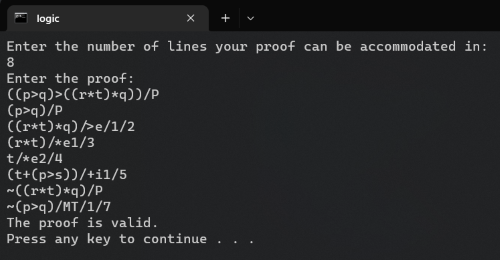 logic
Enter the number of lines your proof can be accommodated in:
8
Enter the proof:
((p>q)>((r*t)*q))/P
(p>q)/P
((r*t)*q)/>e/1/2
(r*t)/*e1/3
t/*e2/4
(t+(p>s))/+i1/5
~((r*t)*q)/P
~(p>q)/MT/1/7
The proof is valid.
Press any key to continue . . .